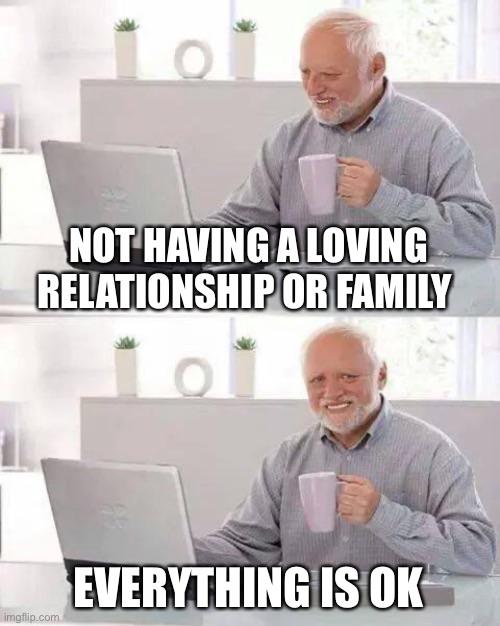 NOT HAVING A LOVING
RELATIONSHIP OR FAMILY
EVERYTHING IS OK
imgflip.com